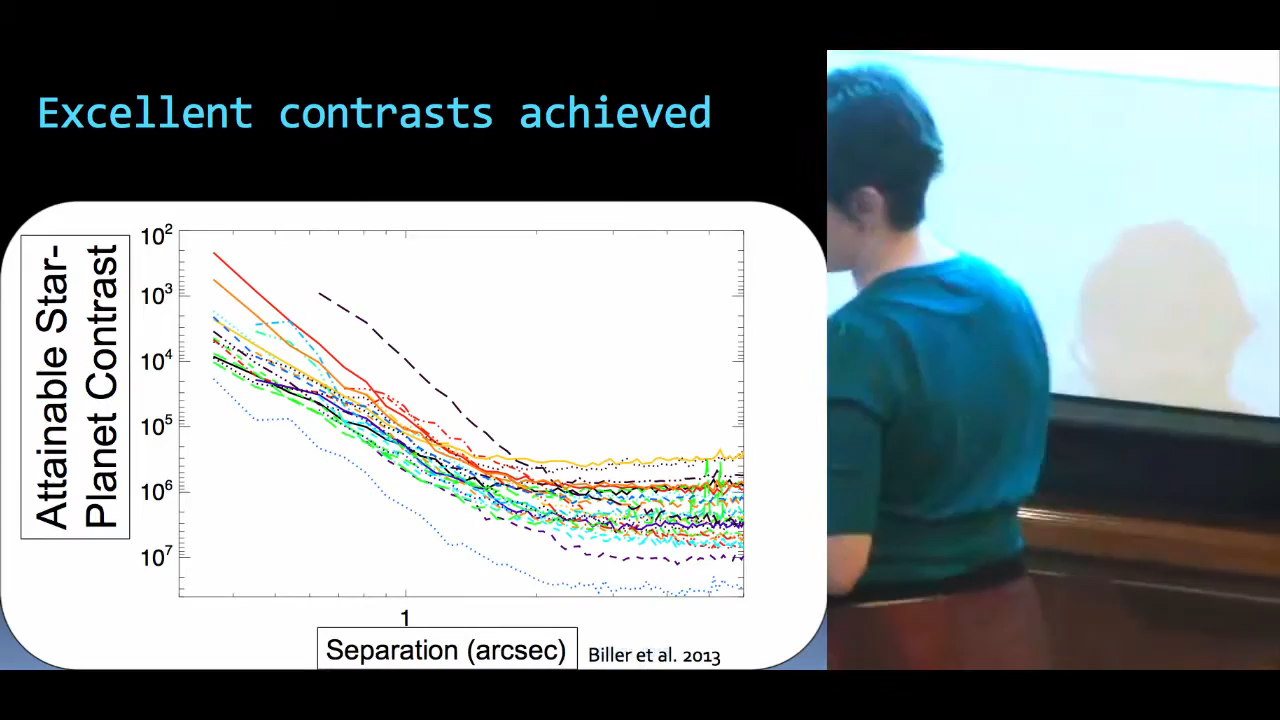 Excellent contrasts achieved
Attainable Star-
Planet Contrast
10²
10³
10⁴
10⁵
10⁶
10⁷
1
Separation (arcsec)
Biller et al. 2013